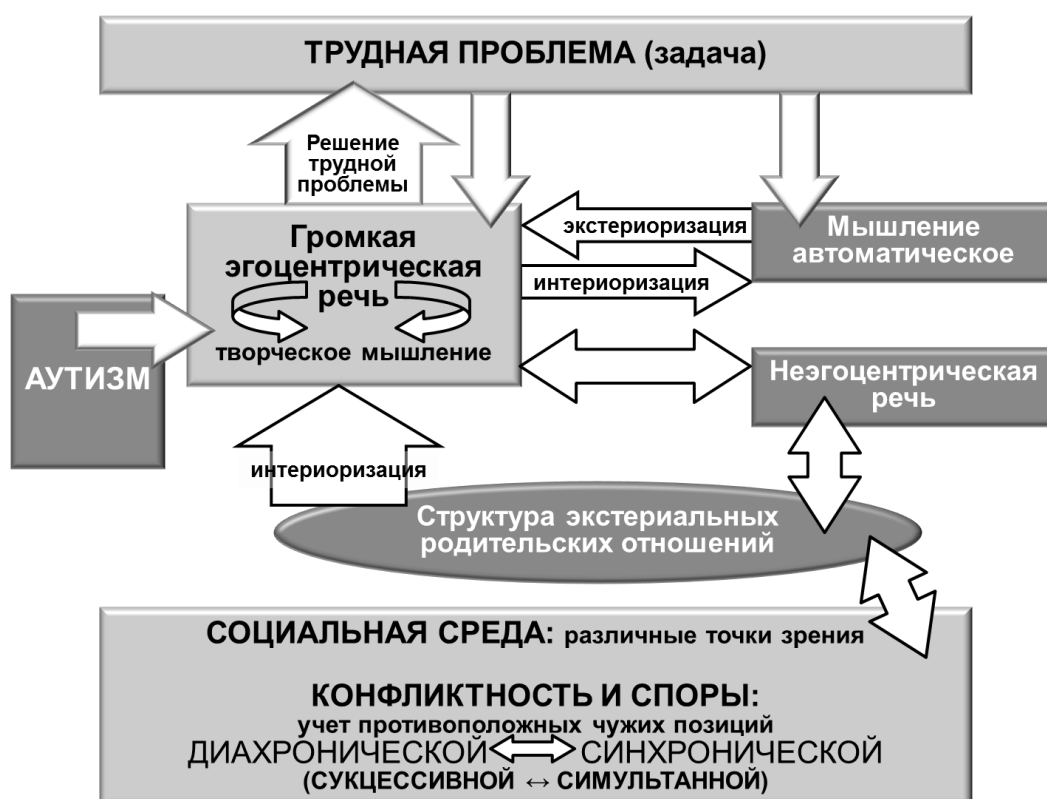 ТРУДНАЯ ПРОБЛЕМА (задача)
Решение
трудной
проблемы
Громкая
эгоцентрическая
речь
творческое мышление
экстериоризация
интериоризация
Мышление
автоматическое
АУТИЗМ
Неэгоцентрическая
речь
интериоризация
Структура экстериальных
родительских отношений
СОЦИАЛЬНАЯ СРЕДА: различные точки зрения
КОНФЛИКТНОСТЬ И СПОРЫ:
учет противоположных чужих позиций
ДИАХРОНИЧЕСКОЙ СИНХРОНИЧЕСКОЙ
(СУКЦЕССИВНОЙ ↔ СИМУЛЬТАННОЙ)